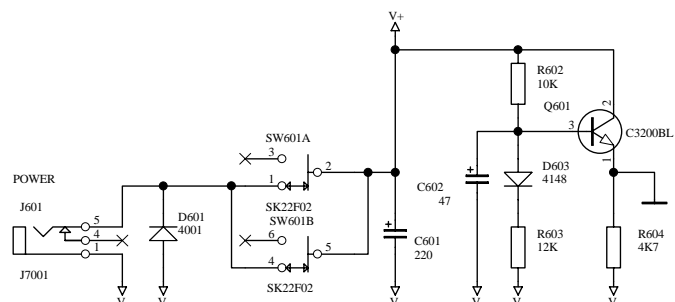 V+
R602
10K
Q601
2
3
C3200BL
1
SW601A
3
2
1
D603
4148
C602
47
POWER
SK22F02
SW601B
J601
5
D601
4001
6
C601
220
R603
12K
R604
4K7
4
5
1
4
J7001
SK22F02
V-
V-
V-
V-
V-